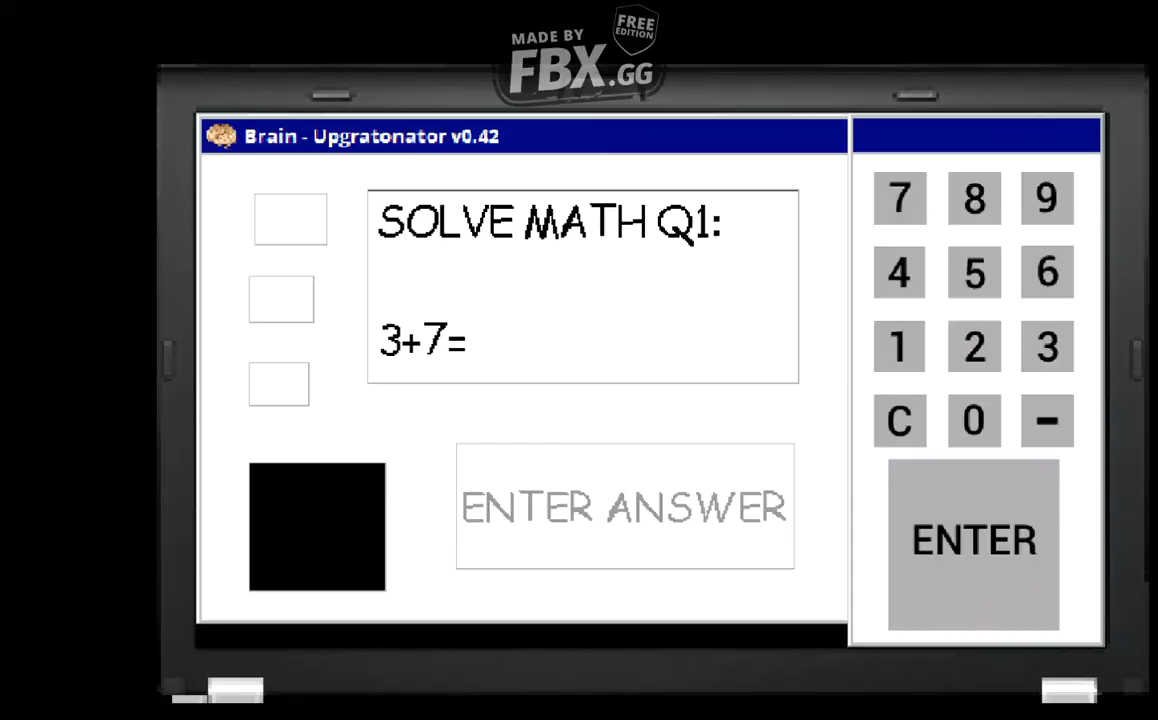 MADE BY
FREE
EDITION
FBX.GG
Brain - Upgratonator v0.42
SOLVE MATH Q1:
3+7=
ENTER ANSWER
7 8 9
4 5 6
1 2 3
C 0 -
ENTER